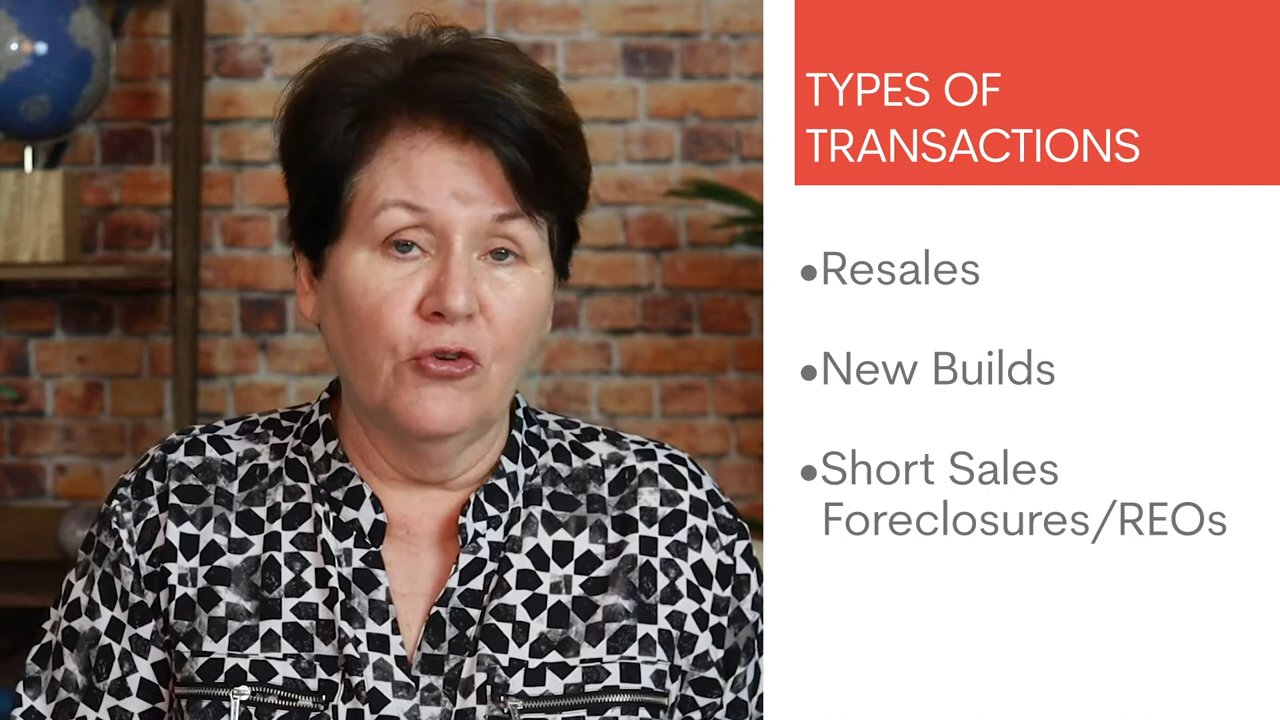 TYPES OF
TRANSACTIONS
•Resales
•New Builds
•Short Sales
Foreclosures/REOs